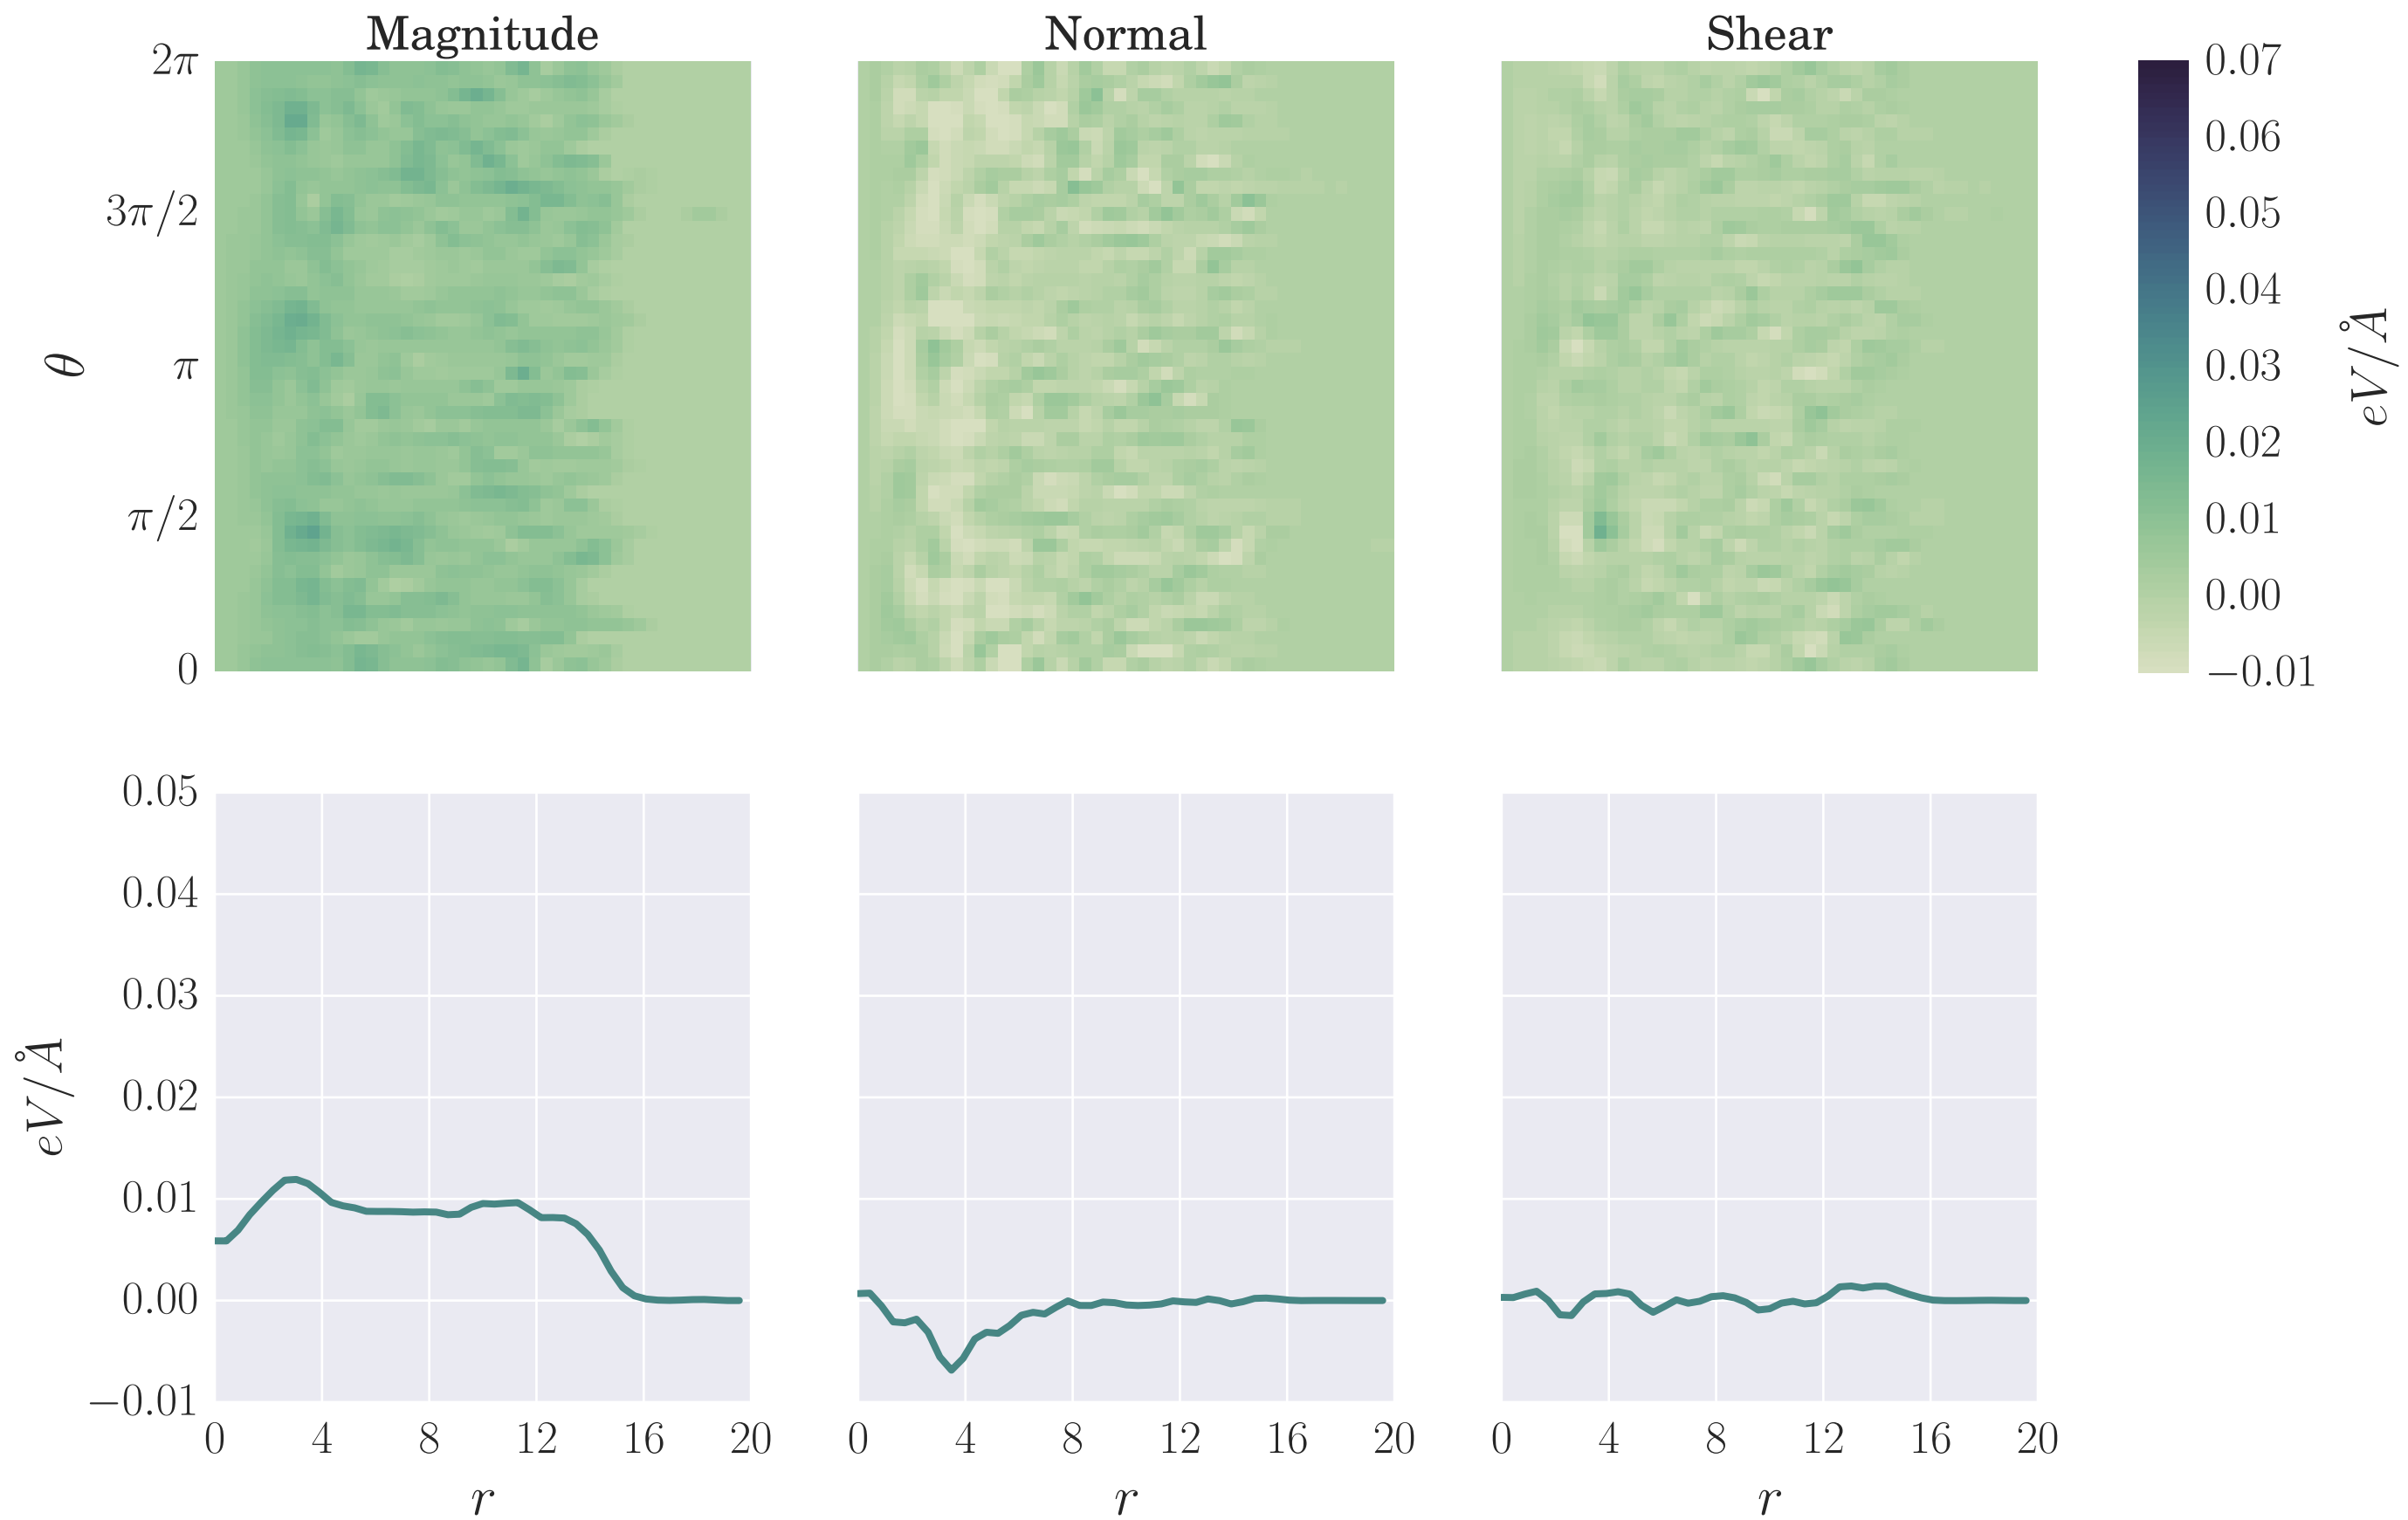 Magnitude Normal Shear
2π
3π/2
π
π/2
0
θ
0.07
0.06
0.05
0.04
0.03
0.02
0.01
0.00
−0.01
eV/Å
0.05
0.04
0.03
0.02
0.01
0.00
−0.01
eV/Å
0 4 8 12 16 20 0 4 8 12 16 20 0 4 8 12 16 20
r r r